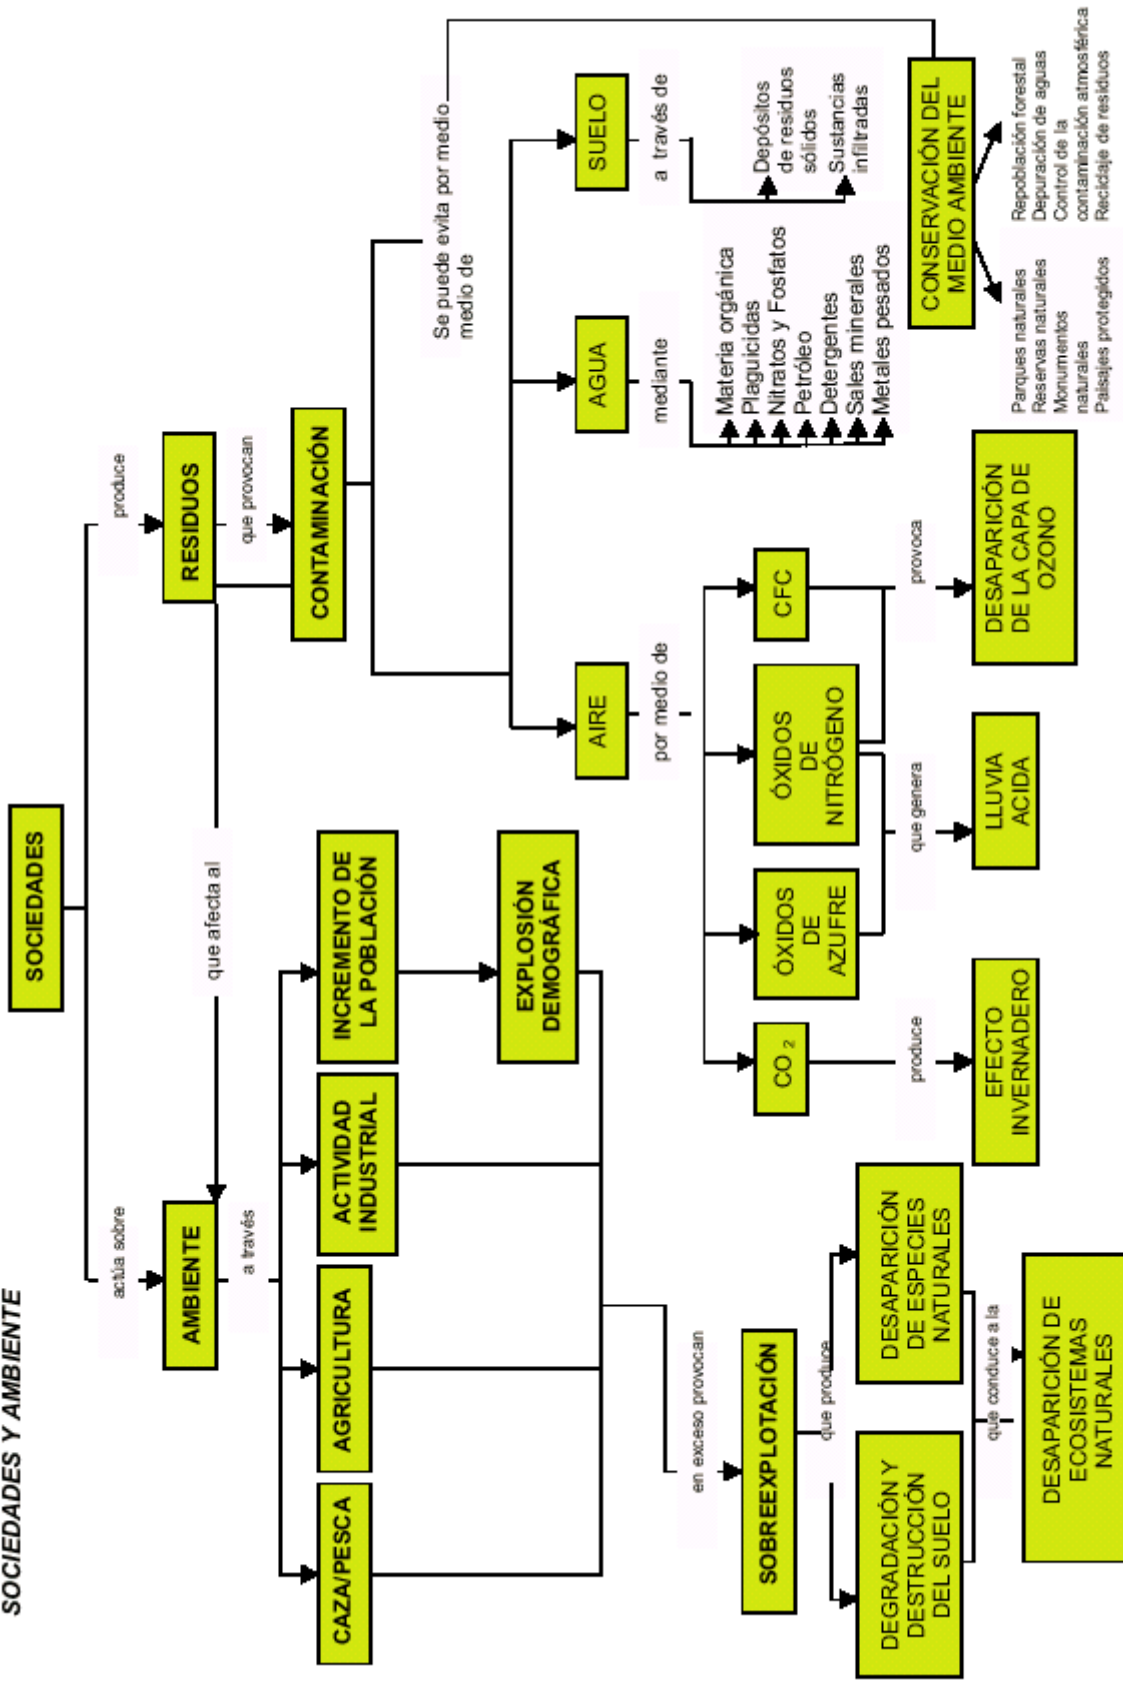 SOCIEDADES Y AMBIENTE
SOCIEDADES
actúa sobre
produce
AMBIENTE
que afecta al
RESIDUOS
a través
que provocan
CAZA/PESCA
AGRICULTURA
ACTIVIDAD
INDUSTRIAL
INCREMENTO DE
LA POBLACIÓN
CONTAMINACIÓN
EXPLOSIÓN
DEMOGRÁFICA
Se puede evita por medio
medio de
AIRE
AGUA
SUELO
en exceso provocan
por medio de
mediante
a través de
SOBREEXPLOTACIÓN
CO 2
ÓXIDOS
DE
AZUFRE
ÓXIDOS
DE
NITRÓGENO
CFC
Materia orgánica
Plaguicidas
Nitratos y Fosfatos
Petróleo
Detergentes
Sales minerales
Metales pesados
Depósitos
de residuos
sólidos
Sustancias
infiltradas
que produce
DEGRADACIÓN Y
DESTRUCCIÓN
DEL SUELO
DESAPARICIÓN
DE ESPECIES
NATURALES
produce
que genera
provoca
CONSERVACIÓN DEL
MEDIO AMBIENTE
que conduce a la
DESAPARICIÓN DE
ECOSISTEMAS
NATURALES
EFECTO
INVERNADERO
LLUVIA
ACIDA
DESAPARICIÓN
DE LA CAPA DE
OZONO
Parques naturales
Reservas naturales
Monumentos
naturales
Paisajes protegidos
Repoblación forestal
Depuración de aguas
Control de la
contaminación atmosférica
Reciclaje de residuos